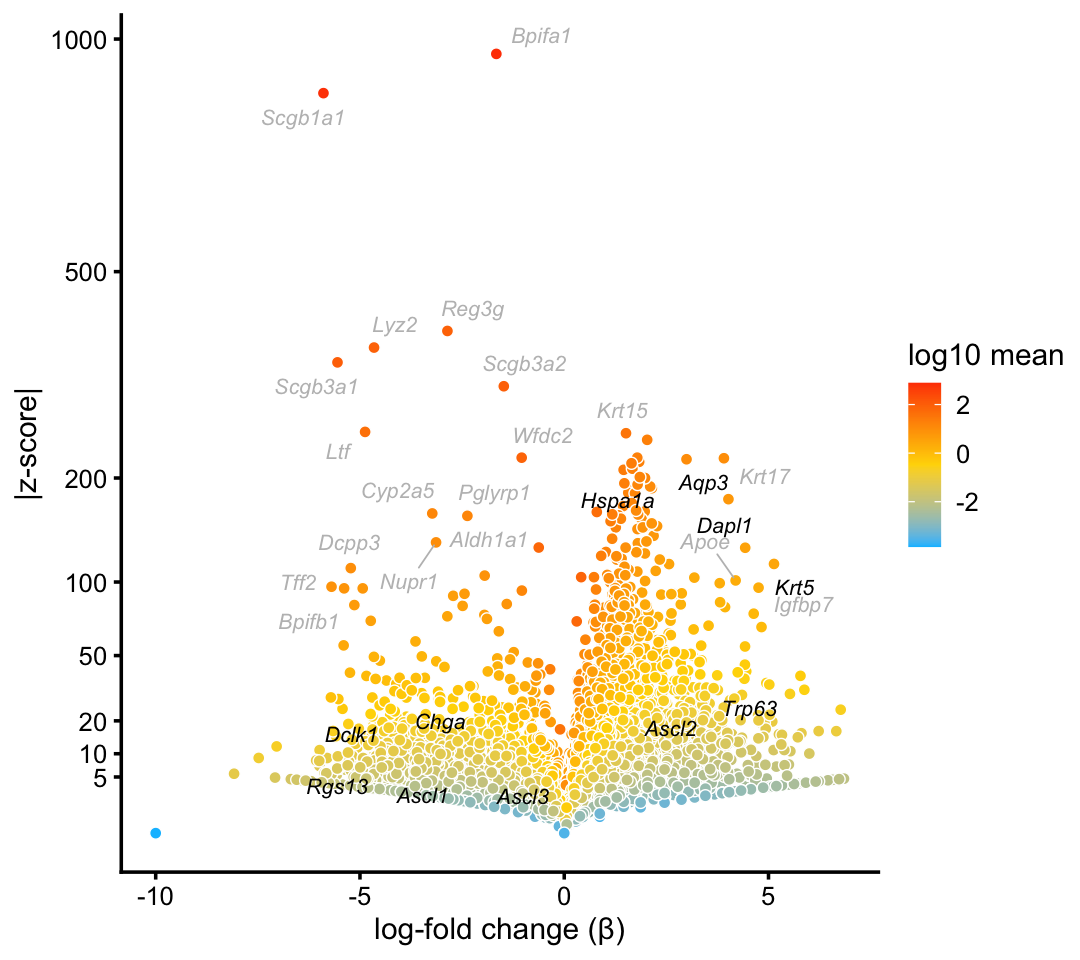 1000
500
200
100
50
20
10
5
|z-score|
-10
-5
0
5
log-fold change (β)
Bpifa1
Scgb1a1
Reg3g
Lyz2
Scgb3a2
Scgb3a1
Krt15
Wfdc2
Ltf
Krt17
Aqp3
Cyp2a5
Pglyrp1
Hspa1a
Dapl1
Aldh1a1
Dcpp3
Apoe
Tff2
Nupr1
Krt5
Igfbp7
Bpifb1
Trp63
Chga
Ascl2
Dclk1
Rgs13
Ascl1
Ascl3
log10 mean
2
0
-2